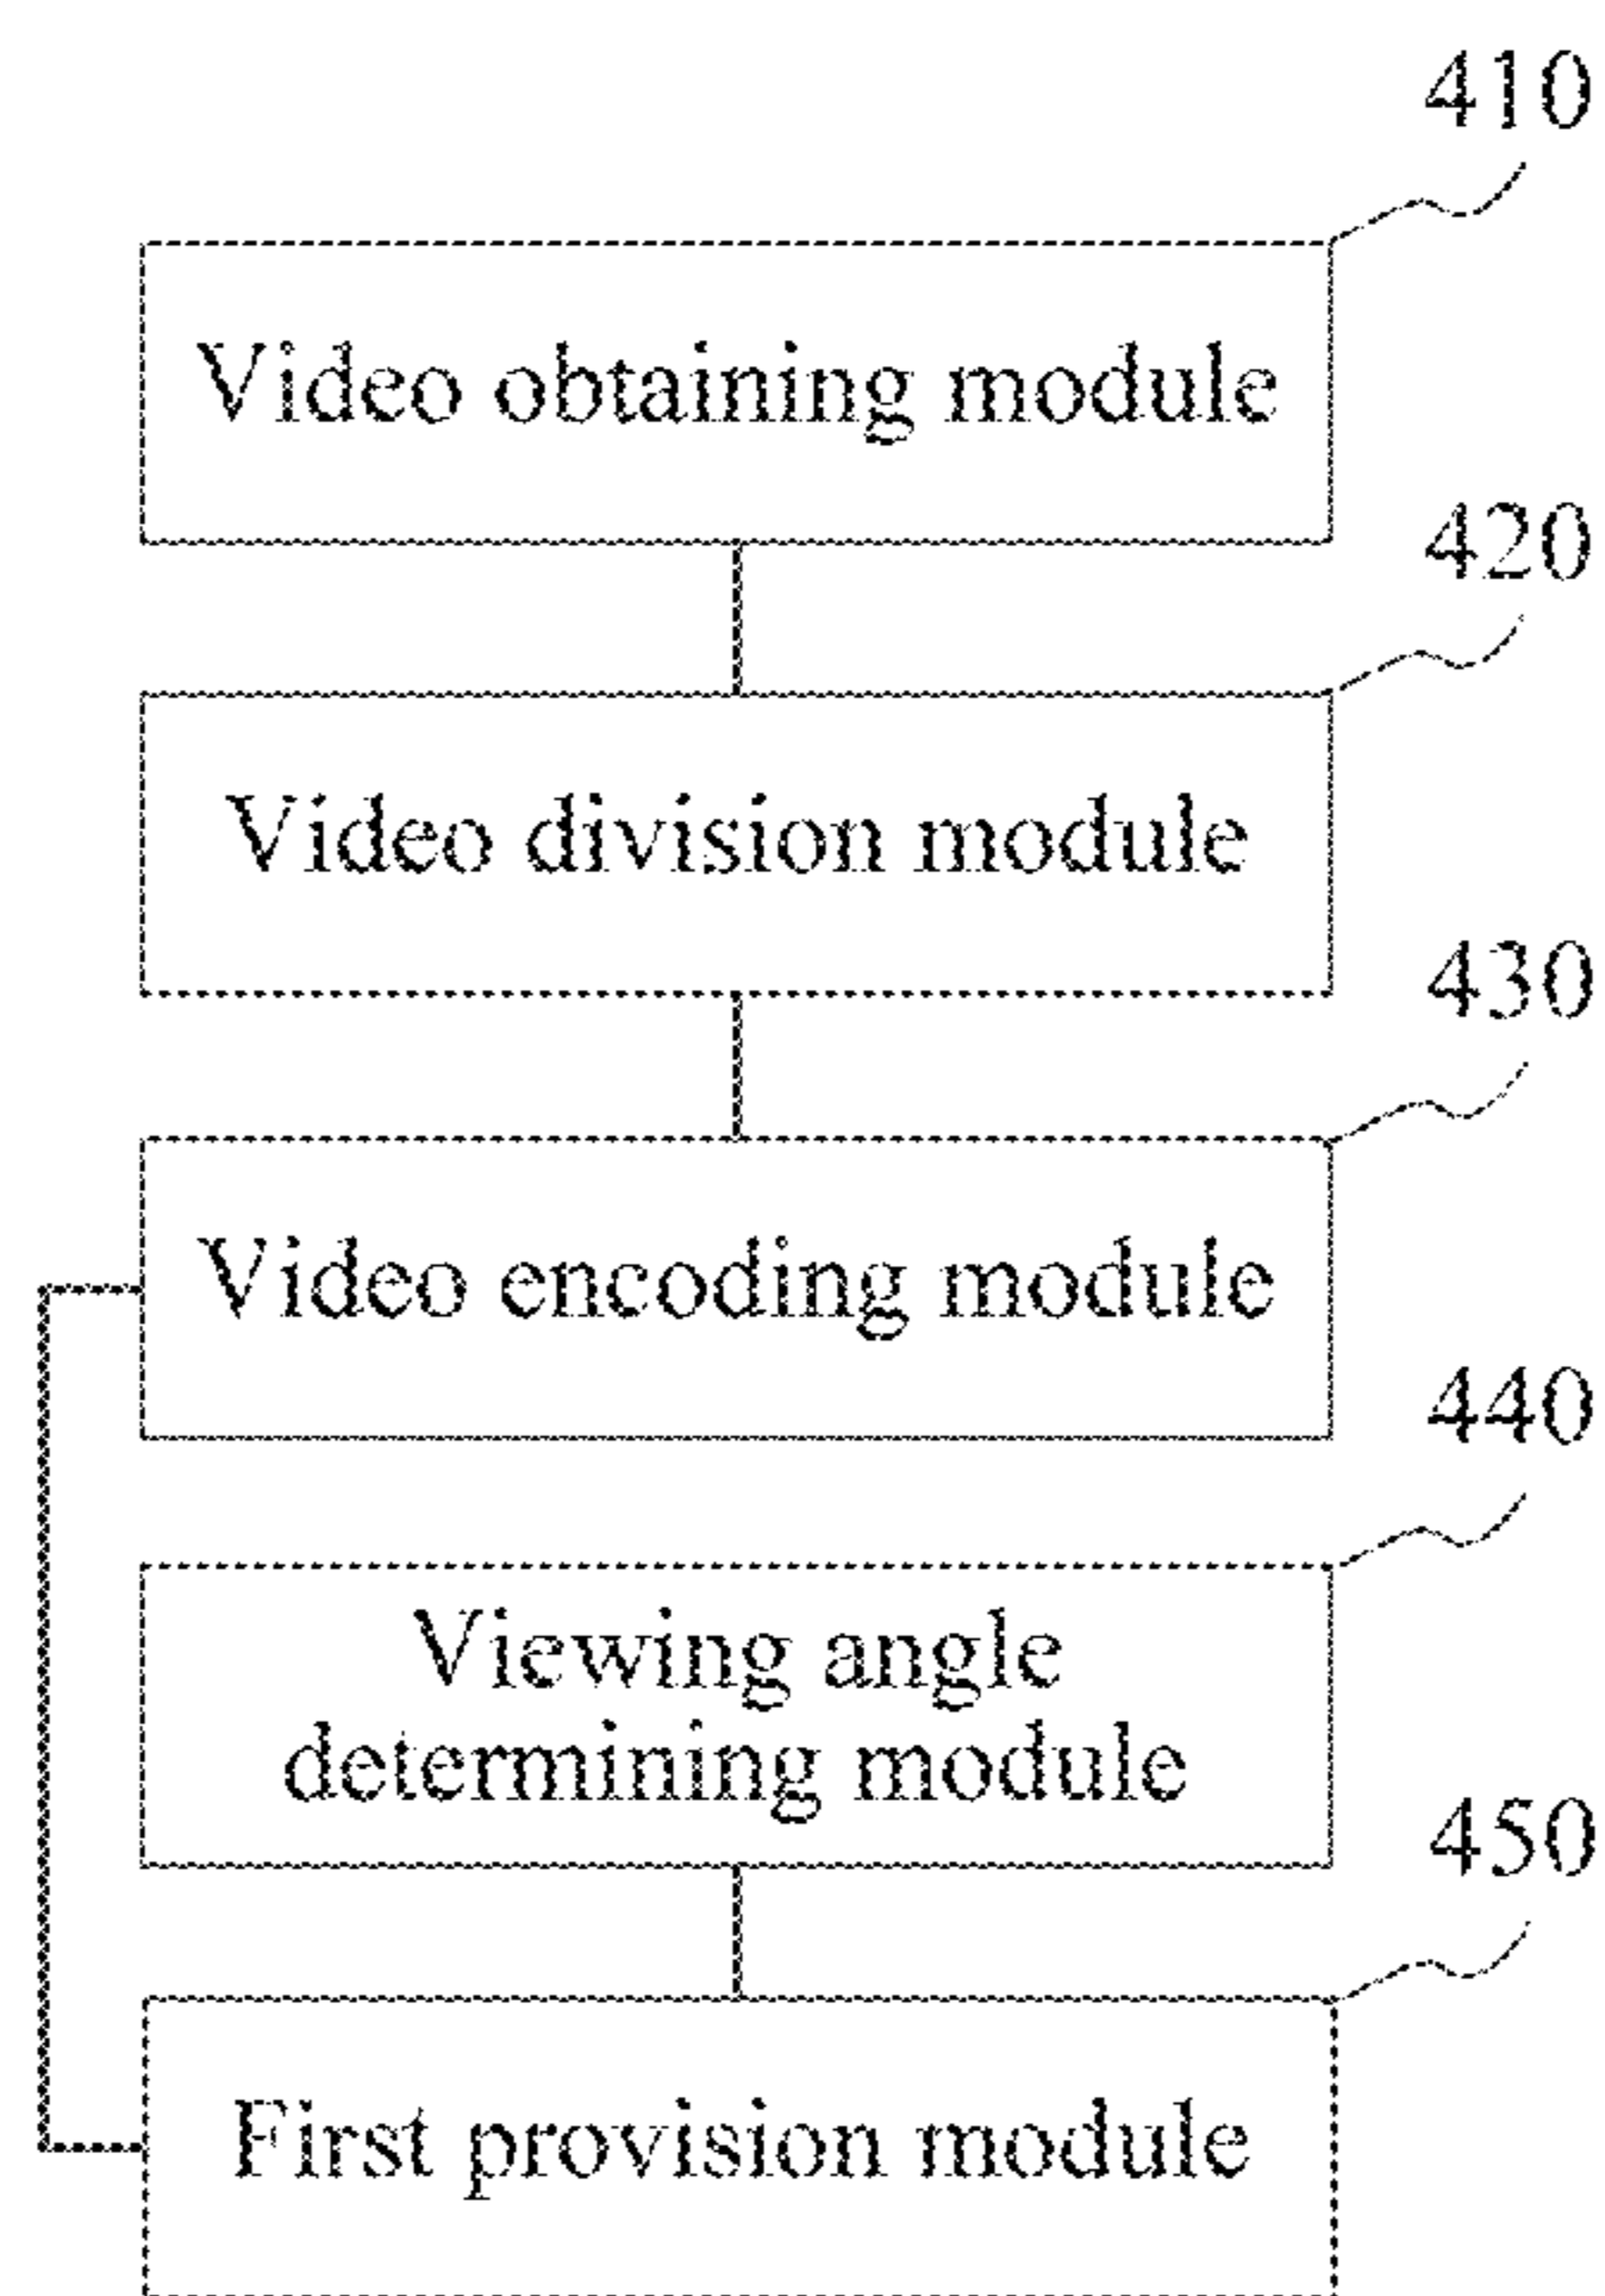 410
Video obtaining module
420
Video division module
430
Video encoding module
440
Viewing angle
determining module
450
First provision module